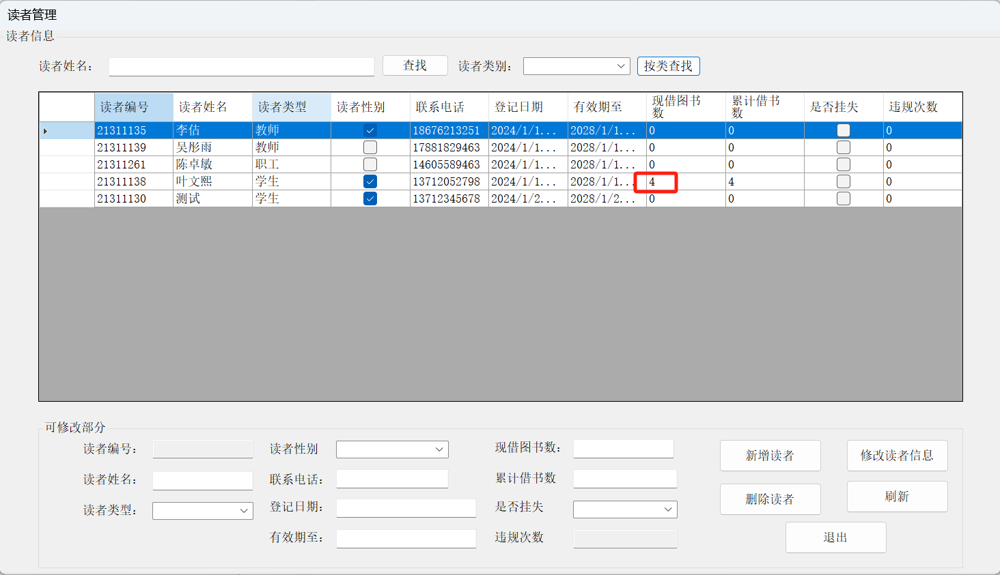 读者管理
读者信息
读者姓名： 查找 读者类别： 按类查找
读者编号 读者姓名 读者类型 读者性别 联系电话 登记日期 有效期至 现借图书数 累计借书数 是否挂失 违规次数
21311135 李佶 教师 18676213251 2024/1/1... 2028/1/1... 0 0 0
21311139 吴彤雨 教师 17881829463 2024/1/1... 2028/1/1... 0 0 0
21311261 陈卓敏 职工 14605589463 2024/1/1... 2028/1/1... 0 0 0
21311138 叶文熙 学生 13712052798 2024/1/1... 2028/1/1... 4 4 0
21311130 测试 学生 13712345678 2024/1/2... 2028/1/2... 0 0 0
可修改部分
读者编号： 读者性别 现借图书数： 新增读者 修改读者信息
读者姓名： 联系电话： 累计借书数
读者类型： 登记日期： 是否挂失 删除读者 刷新
有效期至： 违规次数 退出